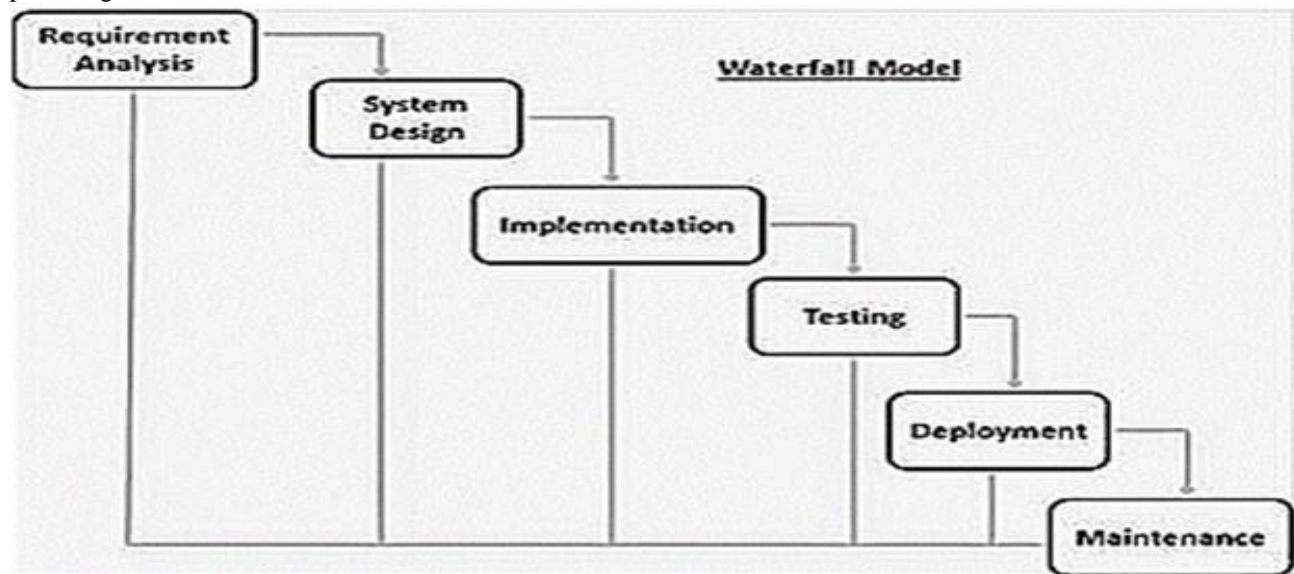 Requirement
Analysis
Waterfall Model
System
Design
Implementation
Testing
Deployment
Maintenance